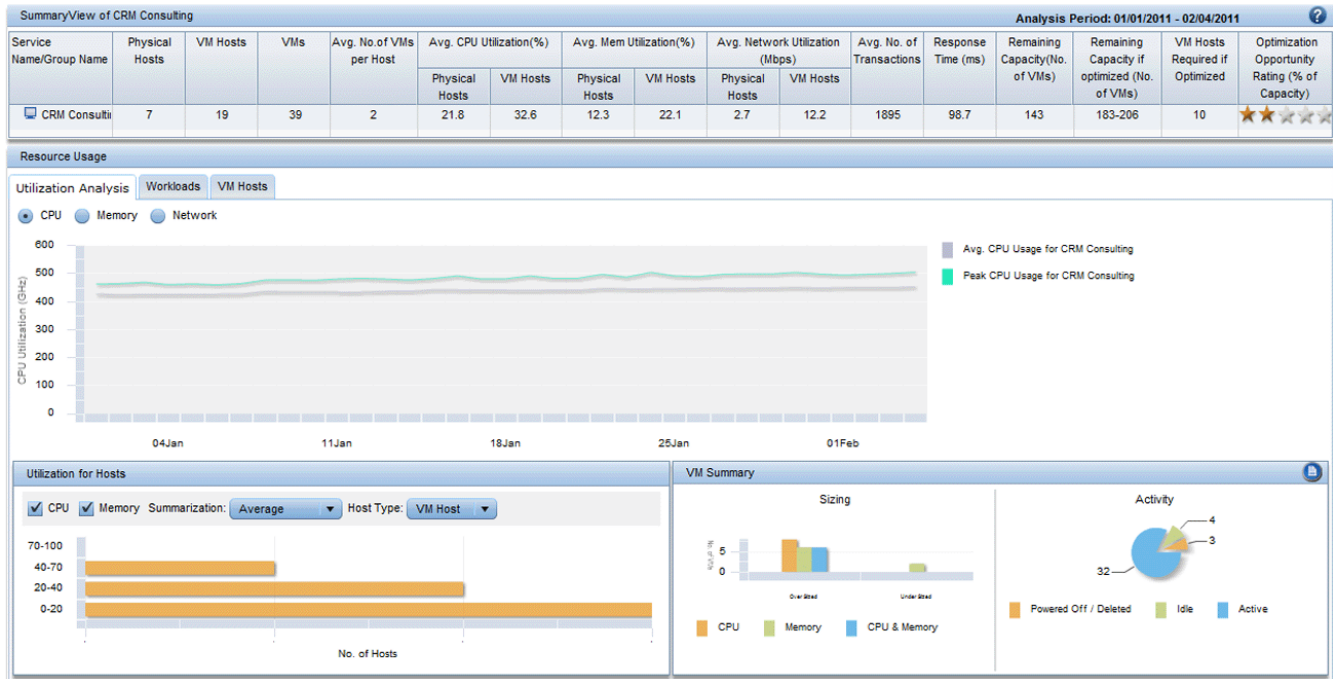 SummaryView of CRM Consulting
Analysis Period: 01/01/2011 - 02/04/2011
?
Service Name/Group Name
Physical Hosts
VM Hosts
VMs
Avg. No.of VMs per Host
Avg. CPU Utilization(%)
Avg. Mem Utilization(%)
Avg. Network Utilization (Mbps)
Avg. No. of Transactions
Response Time (ms)
Remaining Capacity(No. of VMs)
Remaining Capacity if optimized (No. of VMs)
VM Hosts Required if Optimized
Optimization Opportunity Rating (% of Capacity)
Physical Hosts
VM Hosts
Physical Hosts
VM Hosts
Physical Hosts
VM Hosts
CRM Consulti 7 19 39 2 21.8 32.6 12.3 22.1 2.7 12.2 1895 98.7 143 183-206 10
Resource Usage
Utilization Analysis Workloads VM Hosts
CPU Memory Network
CPU Utilization (GHz)
600
500
400
300
200
100
0
04Jan 11Jan 18Jan 25Jan 01Feb
Avg. CPU Usage for CRM Consulting
Peak CPU Usage for CRM Consulting
Utilization for Hosts
CPU Memory Summarization: Average Host Type: VM Host
70-100
40-70
20-40
0-20
No. of Hosts
VM Summary
Sizing
No. of VMs
5
0
Over Sized Under Sized
CPU Memory CPU & Memory
Activity
4
3
32
Powered Off / Deleted Idle Active